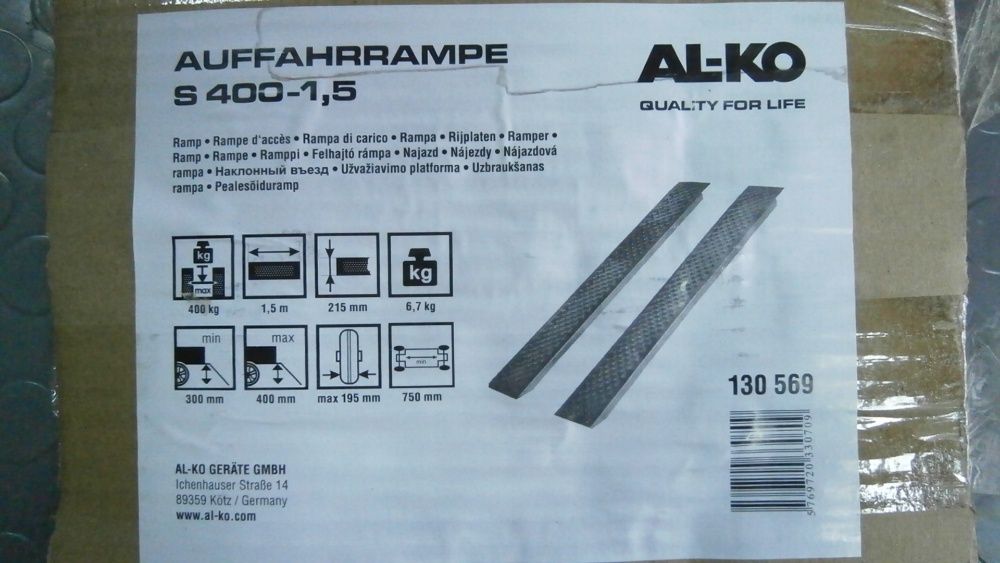 AUFFAHRRAMPE
S 400-1,5
AL-KO
QUALITY FOR LIFE
Ramp • Rampe d'accès • Rampa di carico • Rampa • Rijplaten • Ramper •
Ramp • Rampe • Ramppi • Felhajtó rámpa • Najazd • Nájezdy • Nájazdová
rampa • Наклонный въезд • Užvažiavimo platforma • Uzbraukšanas
rampa • Pealesõiduramp
kg
max
400 kg
1,5 m
215 mm
kg
6,7 kg
min
300 mm
max
400 mm
max 195 mm
min
750 mm
130 569
5769720 330709
AL-KO GERÄTE GMBH
Ichenhauser Straße 14
89359 Kötz / Germany
www.al-ko.com